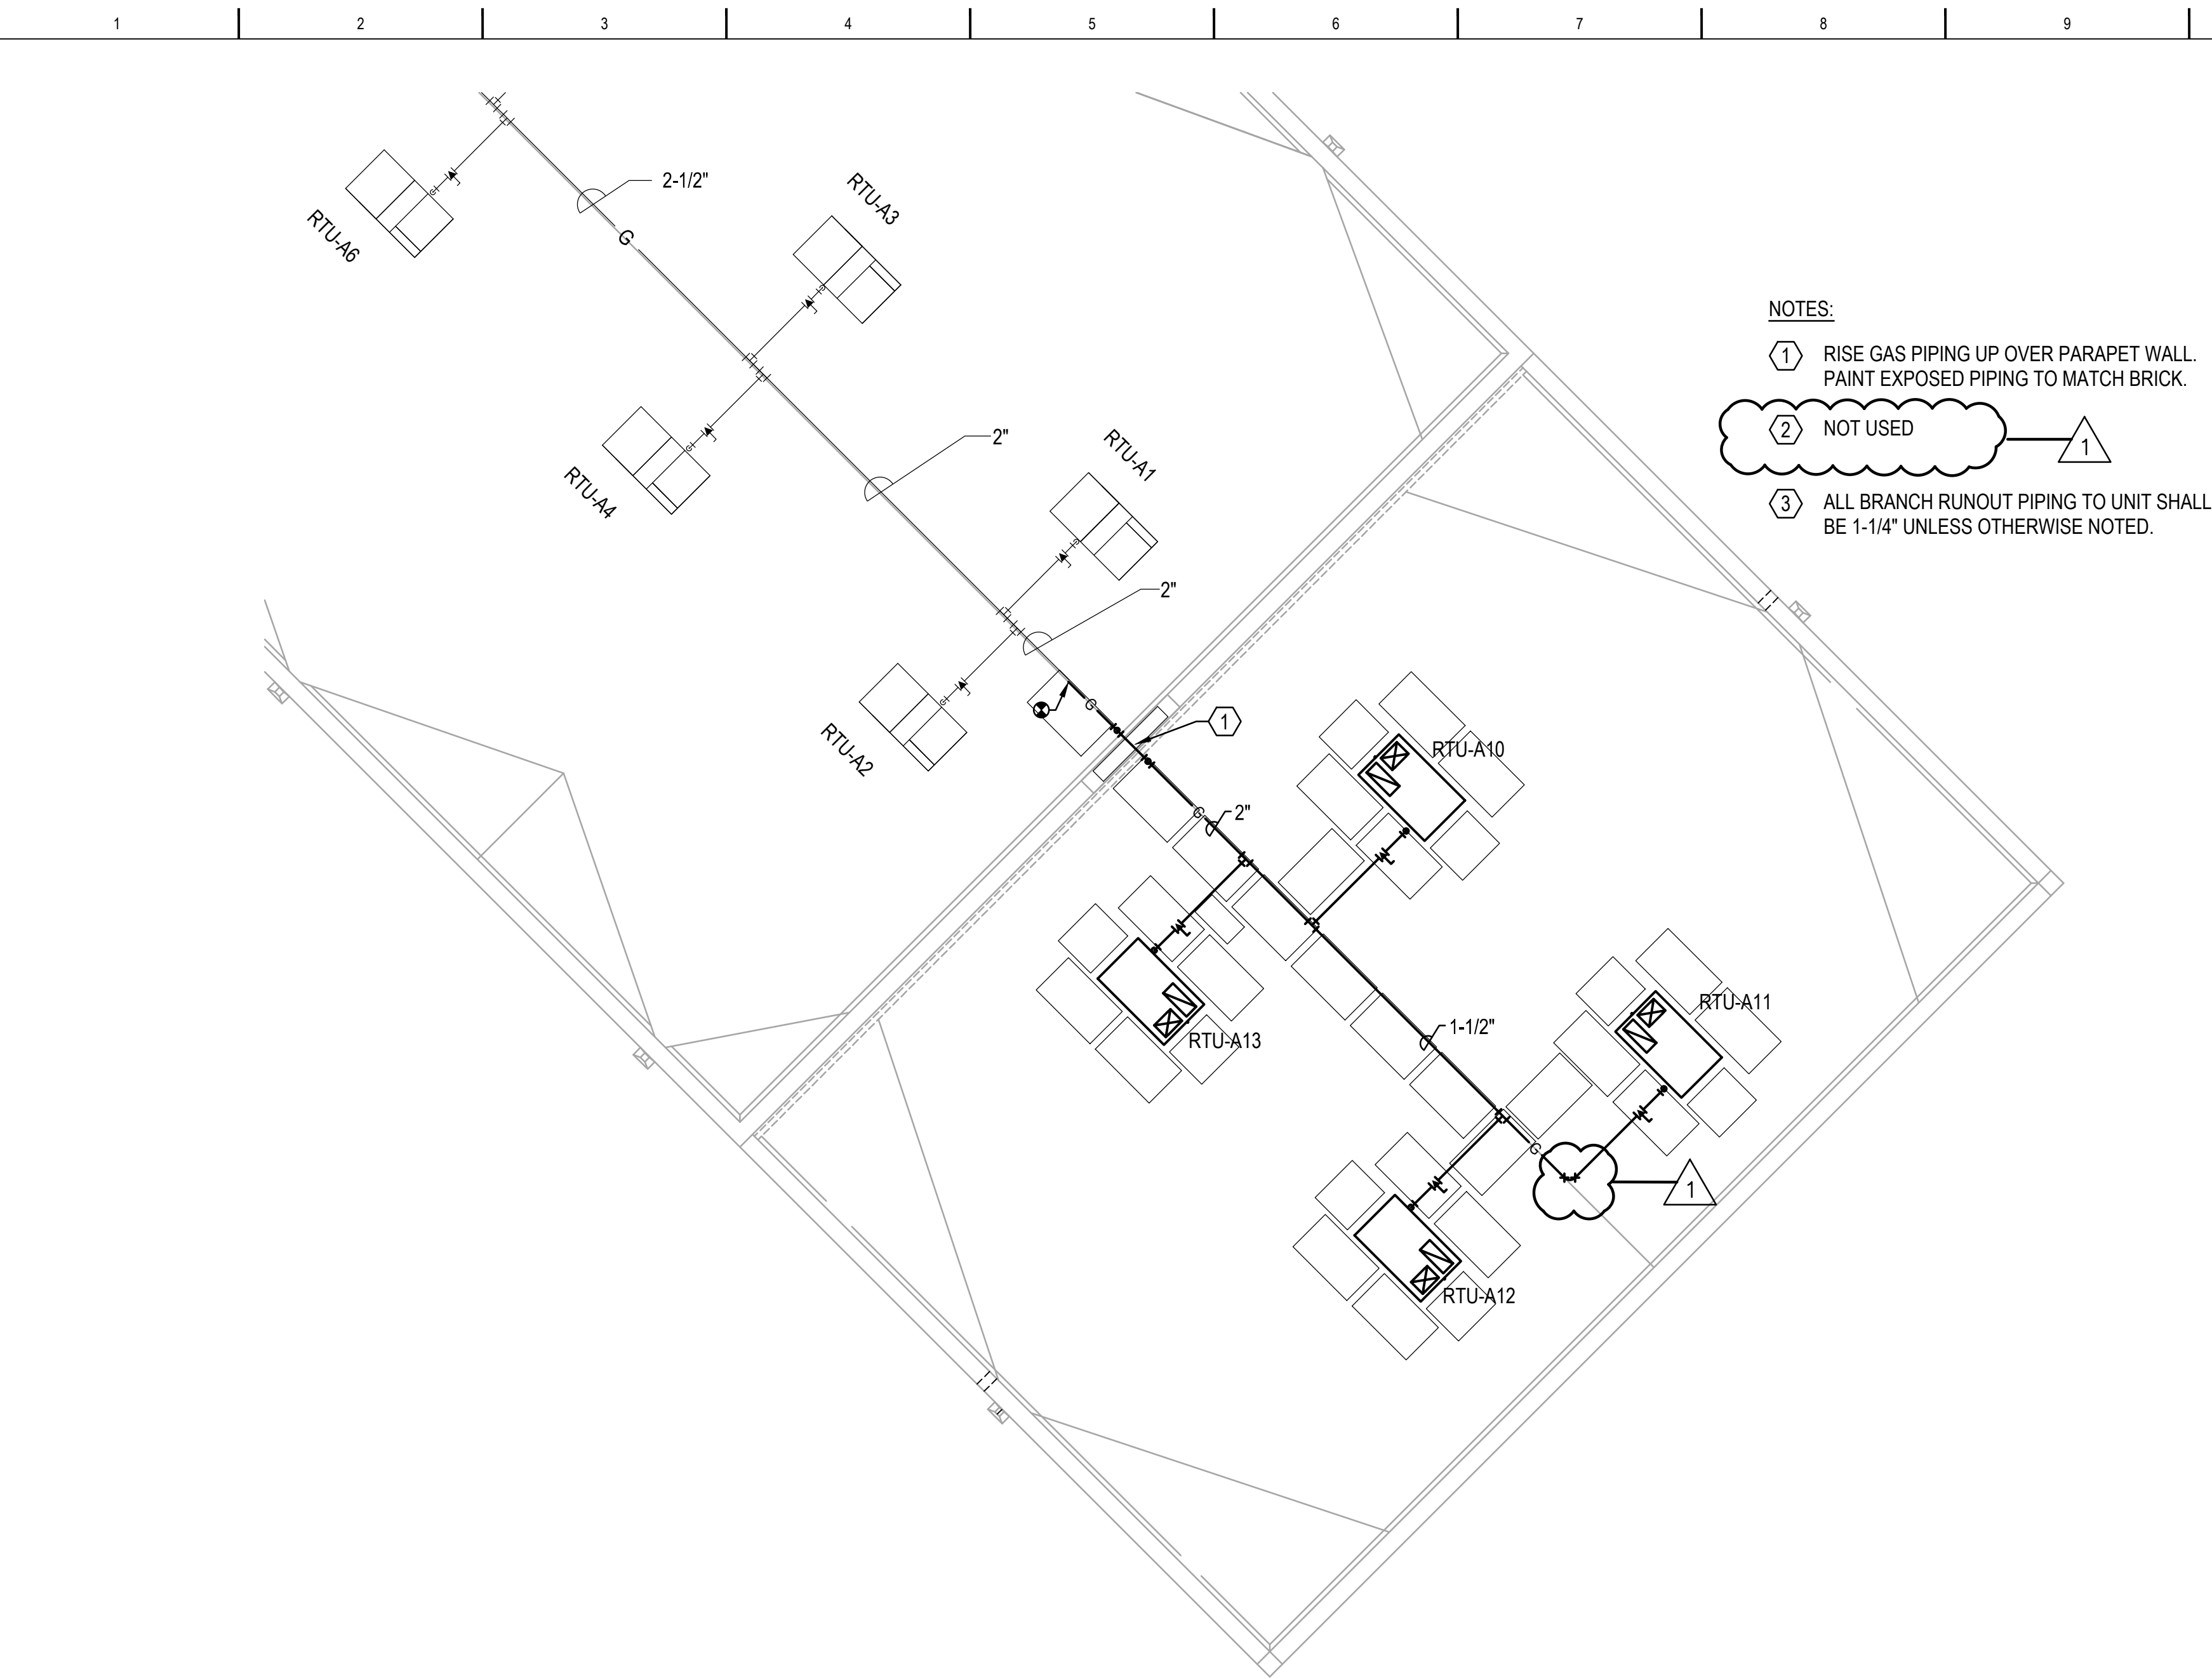 1 2 3 4 5 6 7 8 9
2-1/2"
RTU-A3
G
RTU-A6
NOTES:
1 RISE GAS PIPING UP OVER PARAPET WALL.
PAINT EXPOSED PIPING TO MATCH BRICK.
2 NOT USED
1
3 ALL BRANCH RUNOUT PIPING TO UNIT SHALL
BE 1-1/4" UNLESS OTHERWISE NOTED.
2"
RTU-A1
RTU-A4
2"
G
1
RTU-A2
RTU-A10
G
2"
RTU-A11
1-1/2"
RTU-A13
G
1
RTU-A12